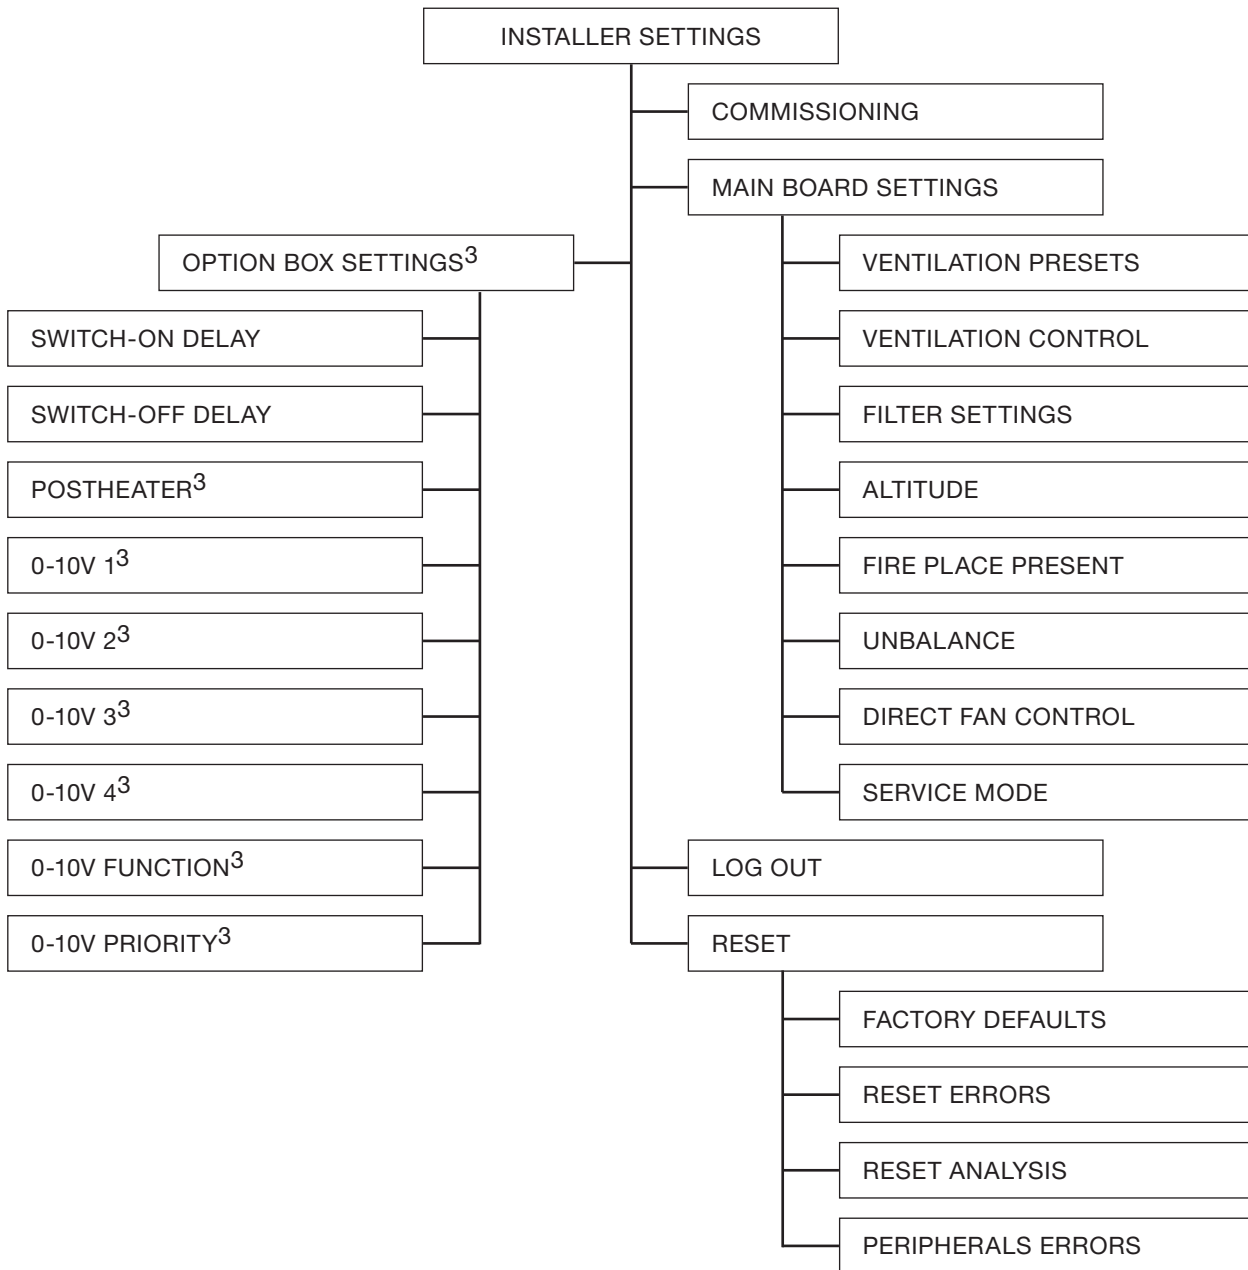 INSTALLER SETTINGS
COMMISSIONING
MAIN BOARD SETTINGS
VENTILATION PRESETS
VENTILATION CONTROL
FILTER SETTINGS
ALTITUDE
FIRE PLACE PRESENT
UNBALANCE
DIRECT FAN CONTROL
SERVICE MODE
OPTION BOX SETTINGS³
SWITCH-ON DELAY
SWITCH-OFF DELAY
POSTHEATER³
0-10V 1³
0-10V 2³
0-10V 3³
0-10V 4³
0-10V FUNCTION³
0-10V PRIORITY³
LOG OUT
RESET
FACTORY DEFAULTS
RESET ERRORS
RESET ANALYSIS
PERIPHERALS ERRORS